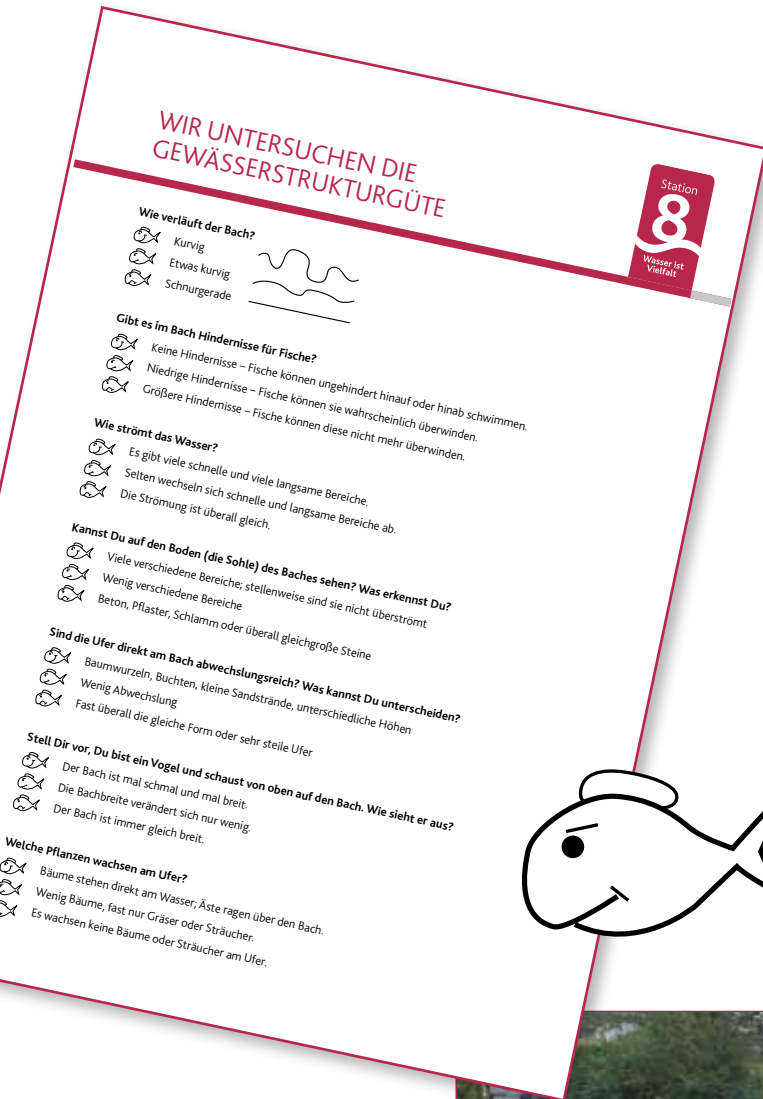 WIR UNTERSUCHEN DIE
GEWÄSSERSTRUKTURGÜTE
Station
8
Wasser ist
Vielfalt
Wie verläuft der Bach?
Kurvig
Etwas kurvig
Schnurgerade
Gibt es im Bach Hindernisse für Fische?
Keine Hindernisse – Fische können ungehindert hinauf oder hinab schwimmen.
Niedrige Hindernisse – Fische können sie wahrscheinlich überwinden.
Größere Hindernisse – Fische können diese nicht mehr überwinden.
Wie strömt das Wasser?
Es gibt viele schnelle und viele langsame Bereiche.
Selten wechseln sich schnelle und langsame Bereiche ab.
Die Strömung ist überall gleich.
Kannst Du auf den Boden (die Sohle) des Baches sehen? Was erkennst Du?
Viele verschiedene Bereiche; stellenweise sind sie nicht überströmt
Wenig verschiedene Bereiche
Beton, Pflaster, Schlamm oder überall gleichgroße Steine
Sind die Ufer direkt am Bach abwechslungsreich? Was kannst Du unterscheiden?
Baumwurzeln, Buchten, kleine Sandstrände, unterschiedliche Höhen
Wenig Abwechslung
Fast überall die gleiche Form oder sehr steile Ufer
Stell Dir vor, Du bist ein Vogel und schaust von oben auf den Bach. Wie sieht er aus?
Der Bach ist mal schmal und mal breit.
Die Bachbreite verändert sich nur wenig.
Der Bach ist immer gleich breit.
Welche Pflanzen wachsen am Ufer?
Bäume stehen direkt am Wasser; Äste ragen über den Bach.
Wenig Bäume, fast nur Gräser oder Sträucher.
Es wachsen keine Bäume oder Sträucher am Ufer.